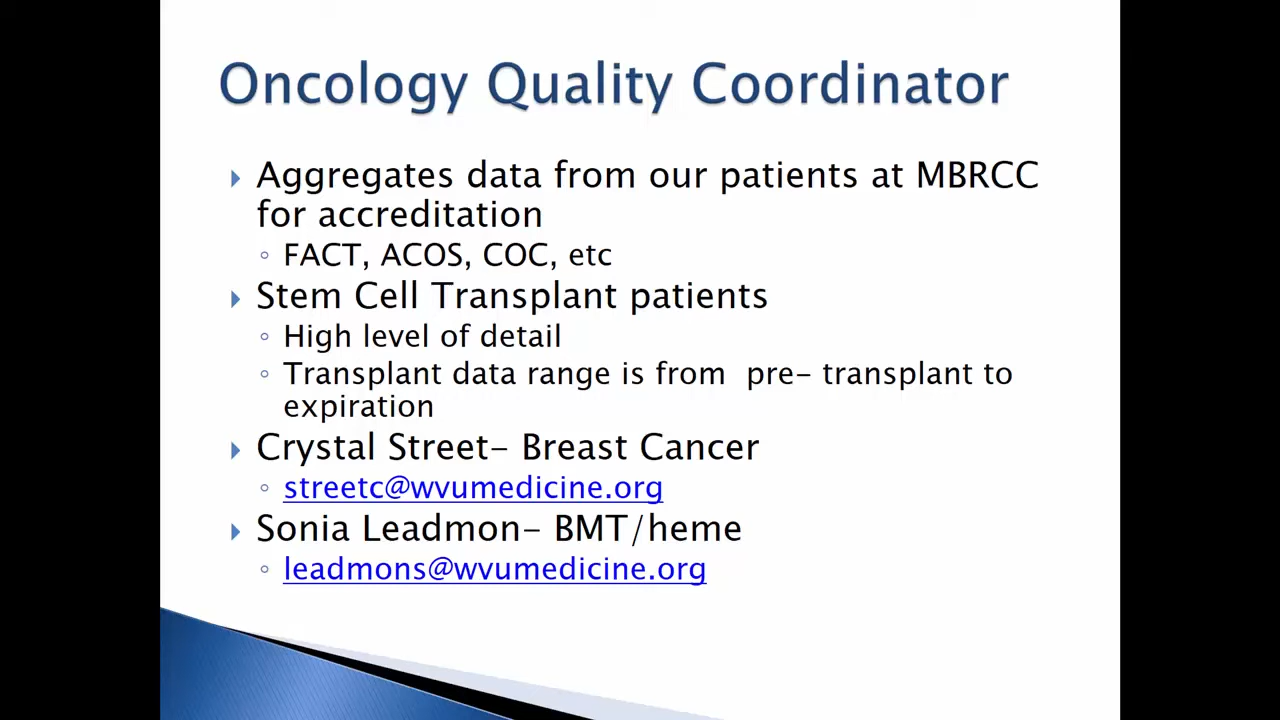 Oncology Quality Coordinator
Aggregates data from our patients at MBRCC
for accreditation
FACT, ACOS, COC, etc
Stem Cell Transplant patients
High level of detail
Transplant data range is from  pre- transplant to
expiration
Crystal Street- Breast Cancer
streetc@wvumedicine.org
Sonia Leadmon- BMT/heme
leadmons@wvumedicine.org